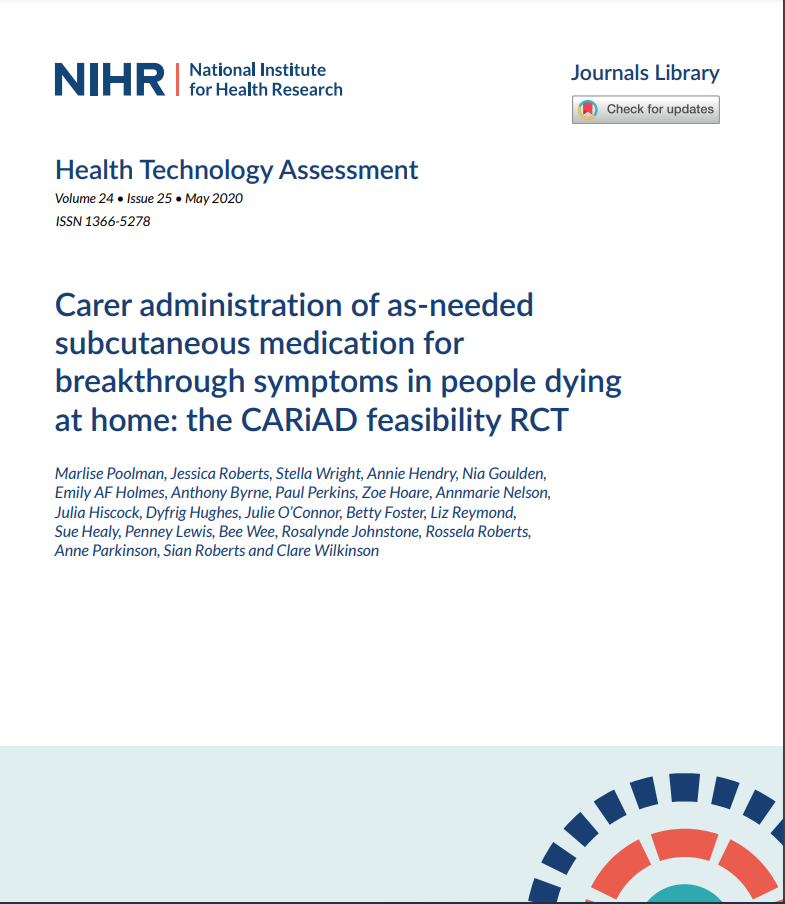 NIHR
National Institute
for Health Research
Journals Library
Check for updates
Health Technology Assessment
Volume 24 • Issue 25 • May 2020
ISSN 1366-5278
Carer administration of as-needed
subcutaneous medication for
breakthrough symptoms in people dying
at home: the CARiAD feasibility RCT
Marlise Poolman, Jessica Roberts, Stella Wright, Annie Hendry, Nia Goulden,
Emily AF Holmes, Anthony Byrne, Paul Perkins, Zoe Hoare, Annmarie Nelson,
Julia Hiscock, Dyfrig Hughes, Julie O’Connor, Betty Foster, Liz Reymond,
Sue Healy, Penney Lewis, Bee Wee, Rosalynde Johnstone, Rossela Roberts,
Anne Parkinson, Sian Roberts and Clare Wilkinson